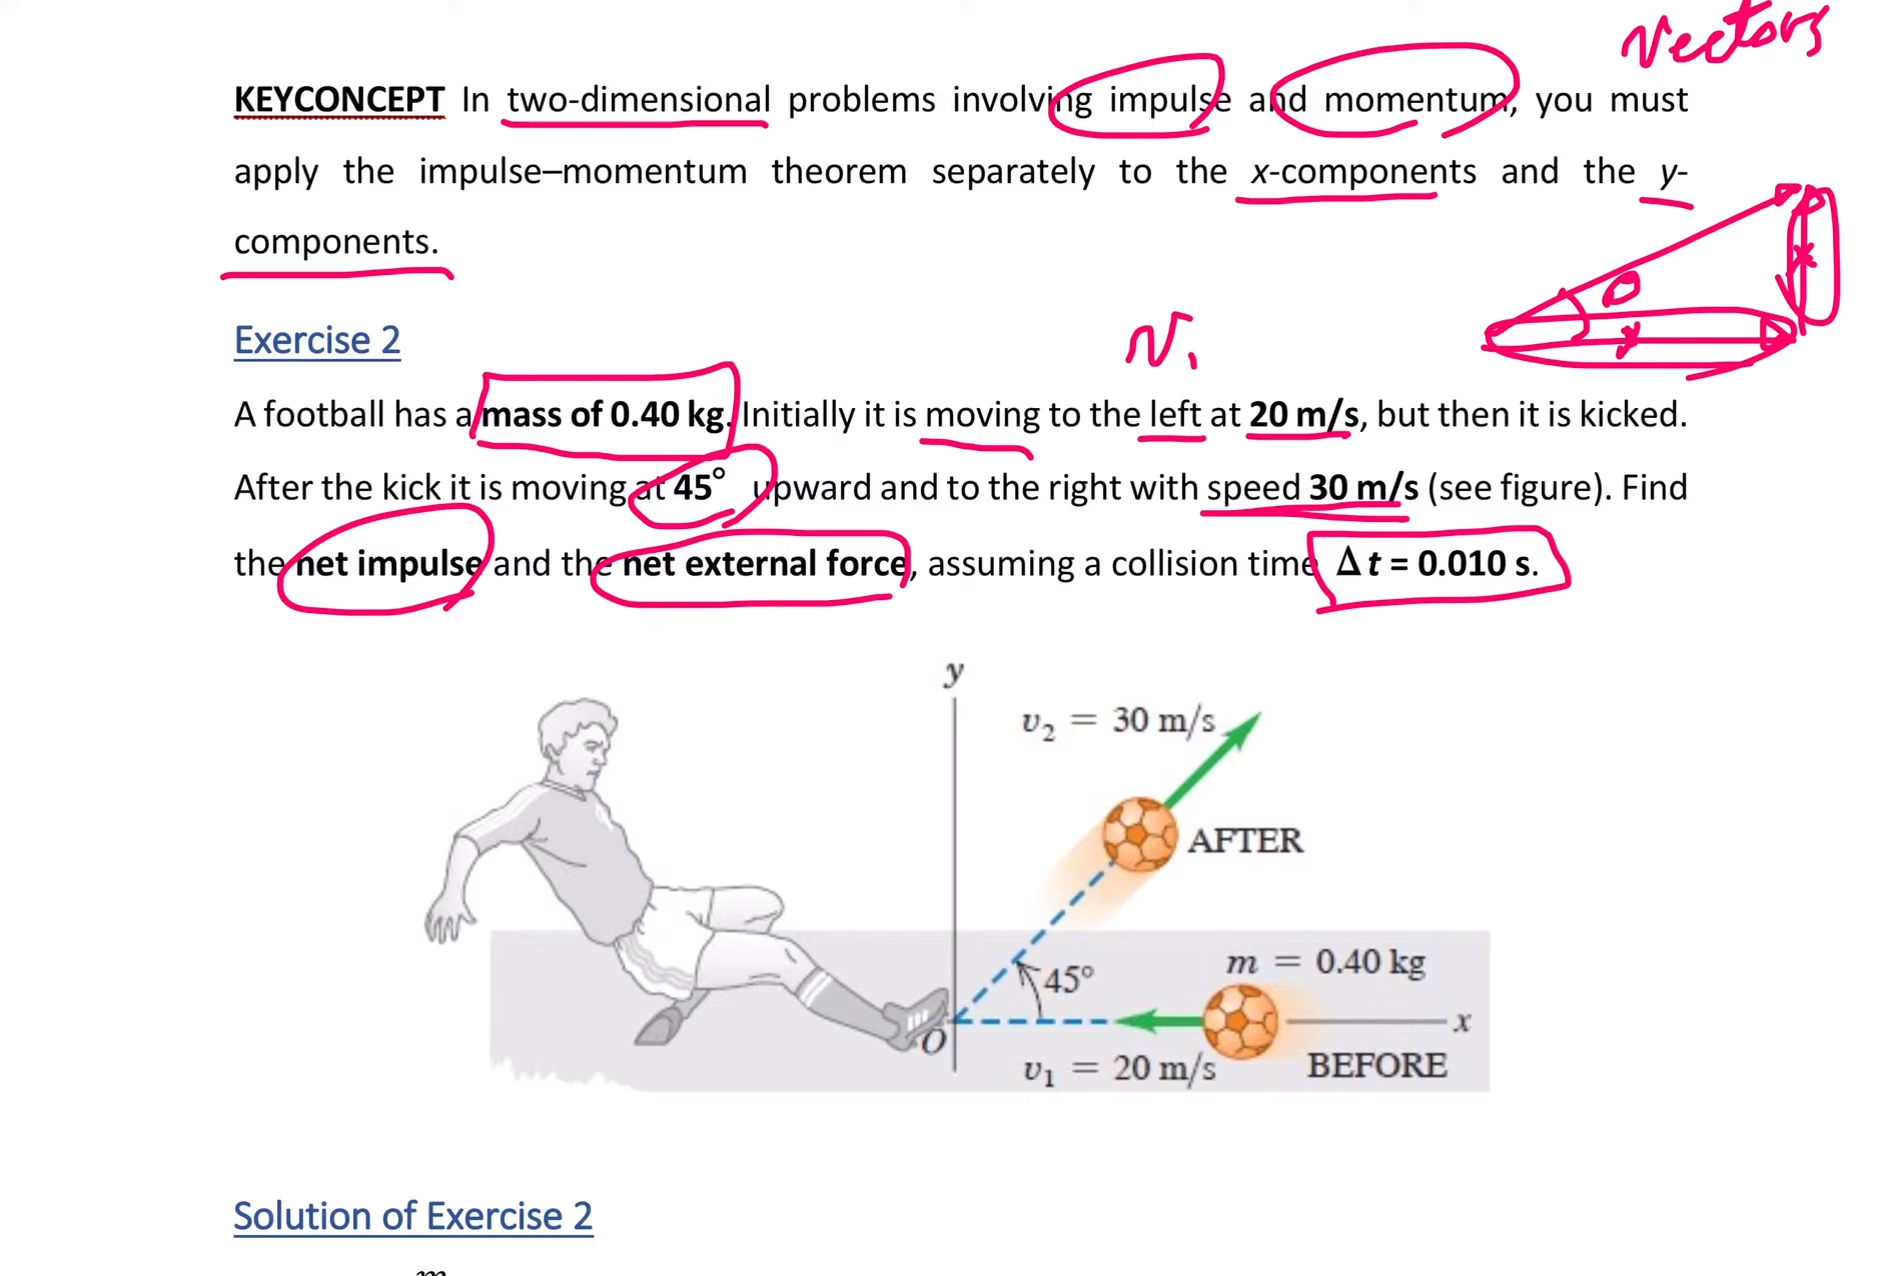 Vectors
KEYCONCEPT In two-dimensional problems involving impulse and momentum, you must
apply the impulse–momentum theorem separately to the x-components and the y-
components.
θ
x
Exercise 2
V₁
A football has a mass of 0.40 kg. Initially it is moving to the left at 20 m/s, but then it is kicked.
After the kick it is moving at 45° upward and to the right with speed 30 m/s (see figure). Find
the net impulse and the net external force, assuming a collision time Δt = 0.010 s.
y
v₂ = 30 m/s
AFTER
45°
m = 0.40 kg
O
x
v₁ = 20 m/s
BEFORE
Solution of Exercise 2